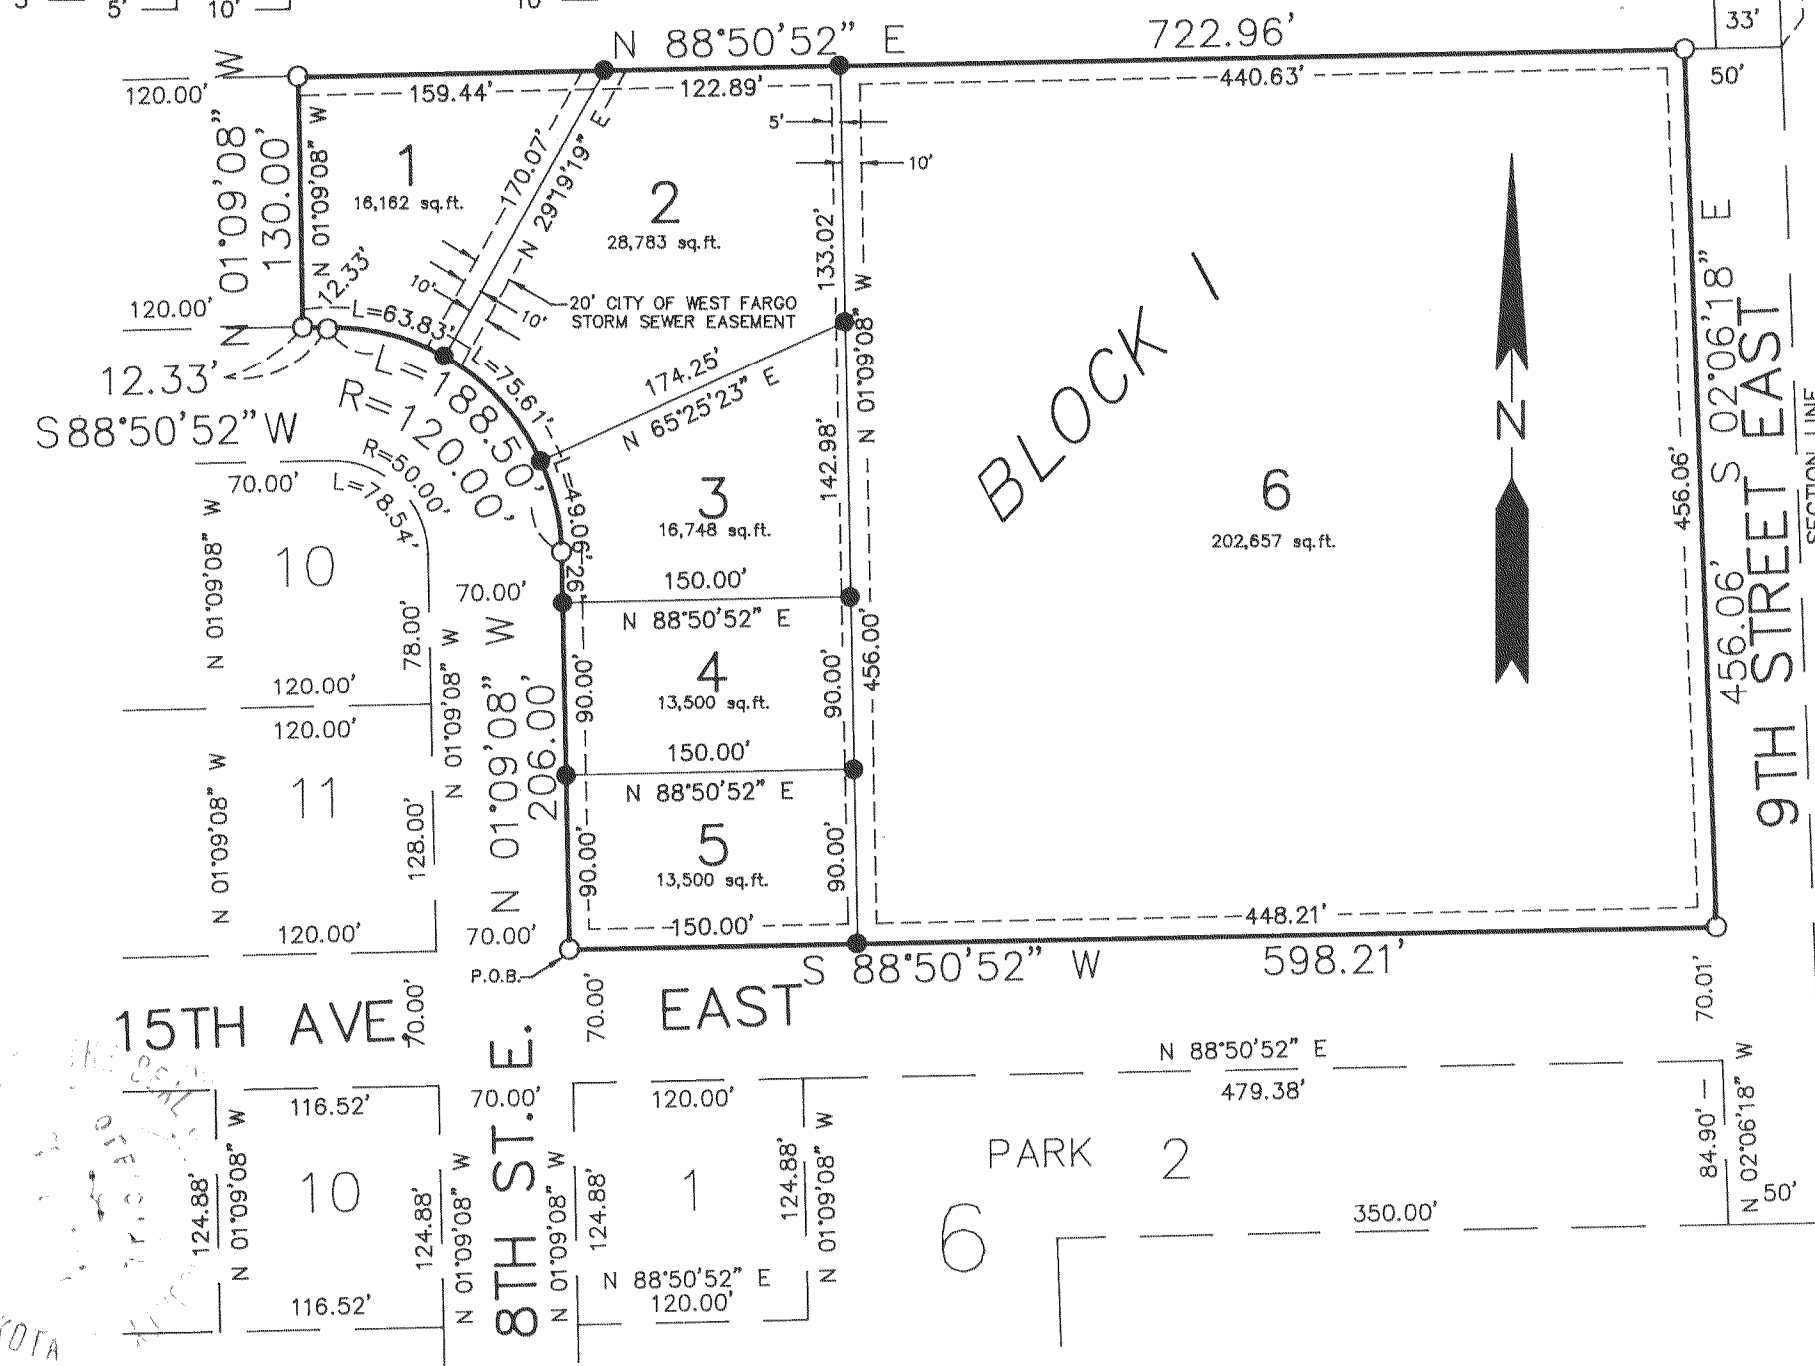 5' 10' 10'
N 88°50'52" E 722.96'
33'
50'
120.00'
159.44' 122.89' 440.63'
N 01°09'08" W
130.00'
N 01°09'08" W
1
16,162 sq.ft.
170.07'
N 29°19'19" E
2
28,783 sq.ft.
5'
10'
133.02'
N 01°09'08" W
12.33'
L=63.83'
10'
10'
20' CITY OF WEST FARGO
STORM SEWER EASEMENT
120.00'
12.33'
S 88°50'52" W
L=188.50'
R=120.00'
L=75.61'
174.25'
N 65°25'23" E
R=50.00'
L=78.54'
70.00'
L=49.06'
26'
142.98'
3
16,748 sq.ft.
150.00'
N 88°50'52" E
BLOCK 1
6
202,657 sq.ft.
N
456.06'
S 02°06'18" E
456.06'
9TH STREET EAST
SECTION LINE
N 01°09'08" W
10
70.00'
78.00'
120.00'
N 01°09'08" W
N 01°09'08" W
206.00'
90.00'
4
13,500 sq.ft.
90.00'
456.00'
150.00'
N 88°50'52" E
120.00'
11
N 01°09'08" W
128.00'
120.00'
90.00'
5
13,500 sq.ft.
90.00'
150.00'
448.21'
70.00'
P.O.B.
S 88°50'52" W 598.21'
15TH AVE. EAST
70.00'
70.00'
70.01'
8TH ST. E.
N 88°50'52" E
479.38'
116.52' 70.00' 120.00'
PARK 2
84.90'
N 02°06'18" W
50'
124.88'
N 01°09'08" W
10
124.88'
N 01°09'08" W
N 01°09'08" W
124.88'
1
124.88'
N 01°09'08" W
6
350.00'
N 88°50'52" E
120.00'
116.52'